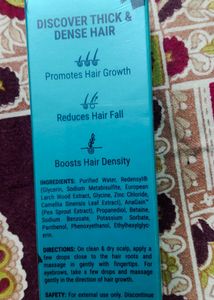 DISCOVER THICK &
DENSE HAIR
Promotes Hair Growth
Reduces Hair Fall
Boosts Hair Density
INGREDIENTS: Purified Water, Redensyl®
(Glycerin, Sodium Metabisulfite, European
Larch Wood Extract, Glycine, Zinc Chloride,
Camellia Sinensis Leaf Extract), AnaGain™
(Pea Sprout Extract), Propanediol, Betaine,
Sodium Benzoate, Potassium Sorbate,
Panthenol, Phenoxyethanol, Ethylhexylglyc-
erin.
DIRECTIONS: On clean & dry scalp, apply a
few drops close to the hair roots and
massage in gently with fingertips. For
eyebrows, take a few drops and massage gently
in the direction of hair growth.
SAFETY: For external use only. Discontinue